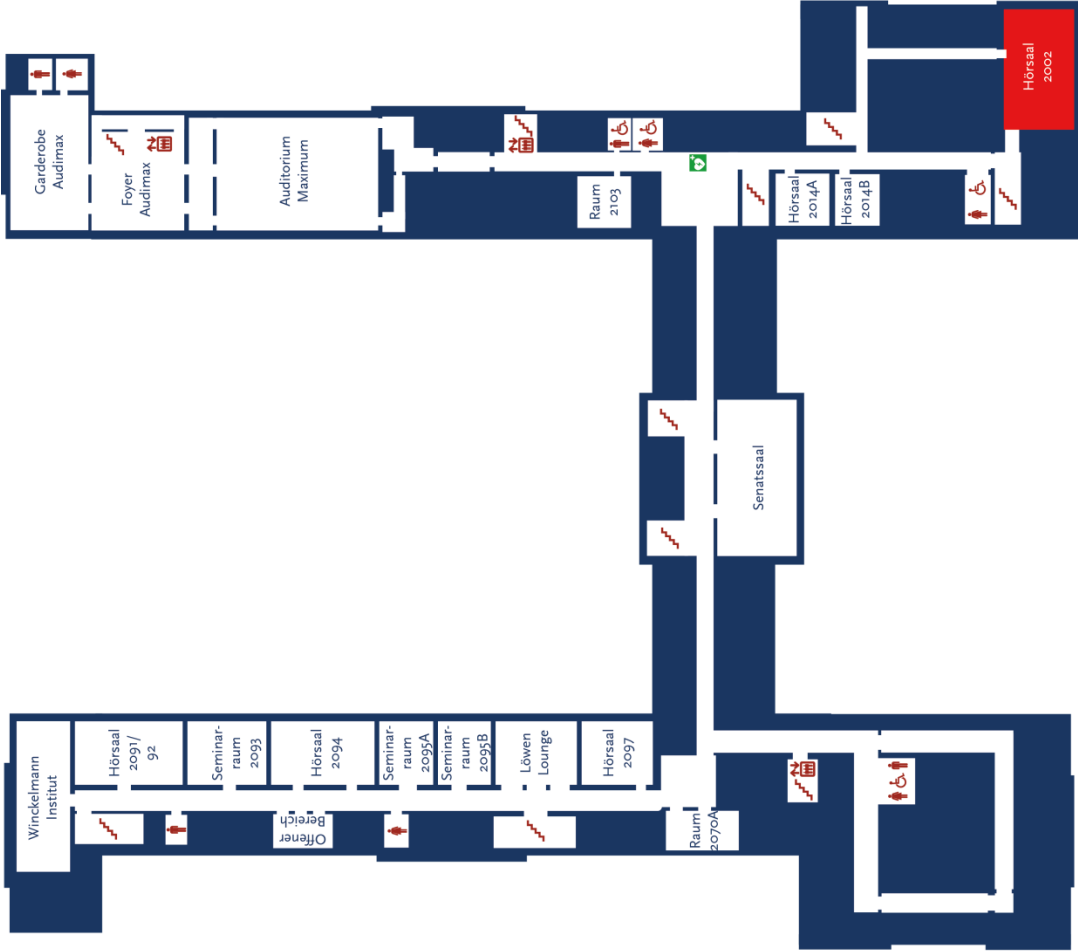 Hörsaal
2002
Garderobe
Audimax
Foyer
Audimax
Auditorium
Maximum
Raum
2103
Hörsaal
2014A
Hörsaal
2014B
Senatssaal
Winckelmann
Institut
Hörsaal
2091/
92
Seminar-
raum
2093
Hörsaal
2094
Seminar-
raum
2095A
Seminar-
raum
2095B
Löwen
Lounge
Hörsaal
2097
Offener
Bereich
Raum
2070A